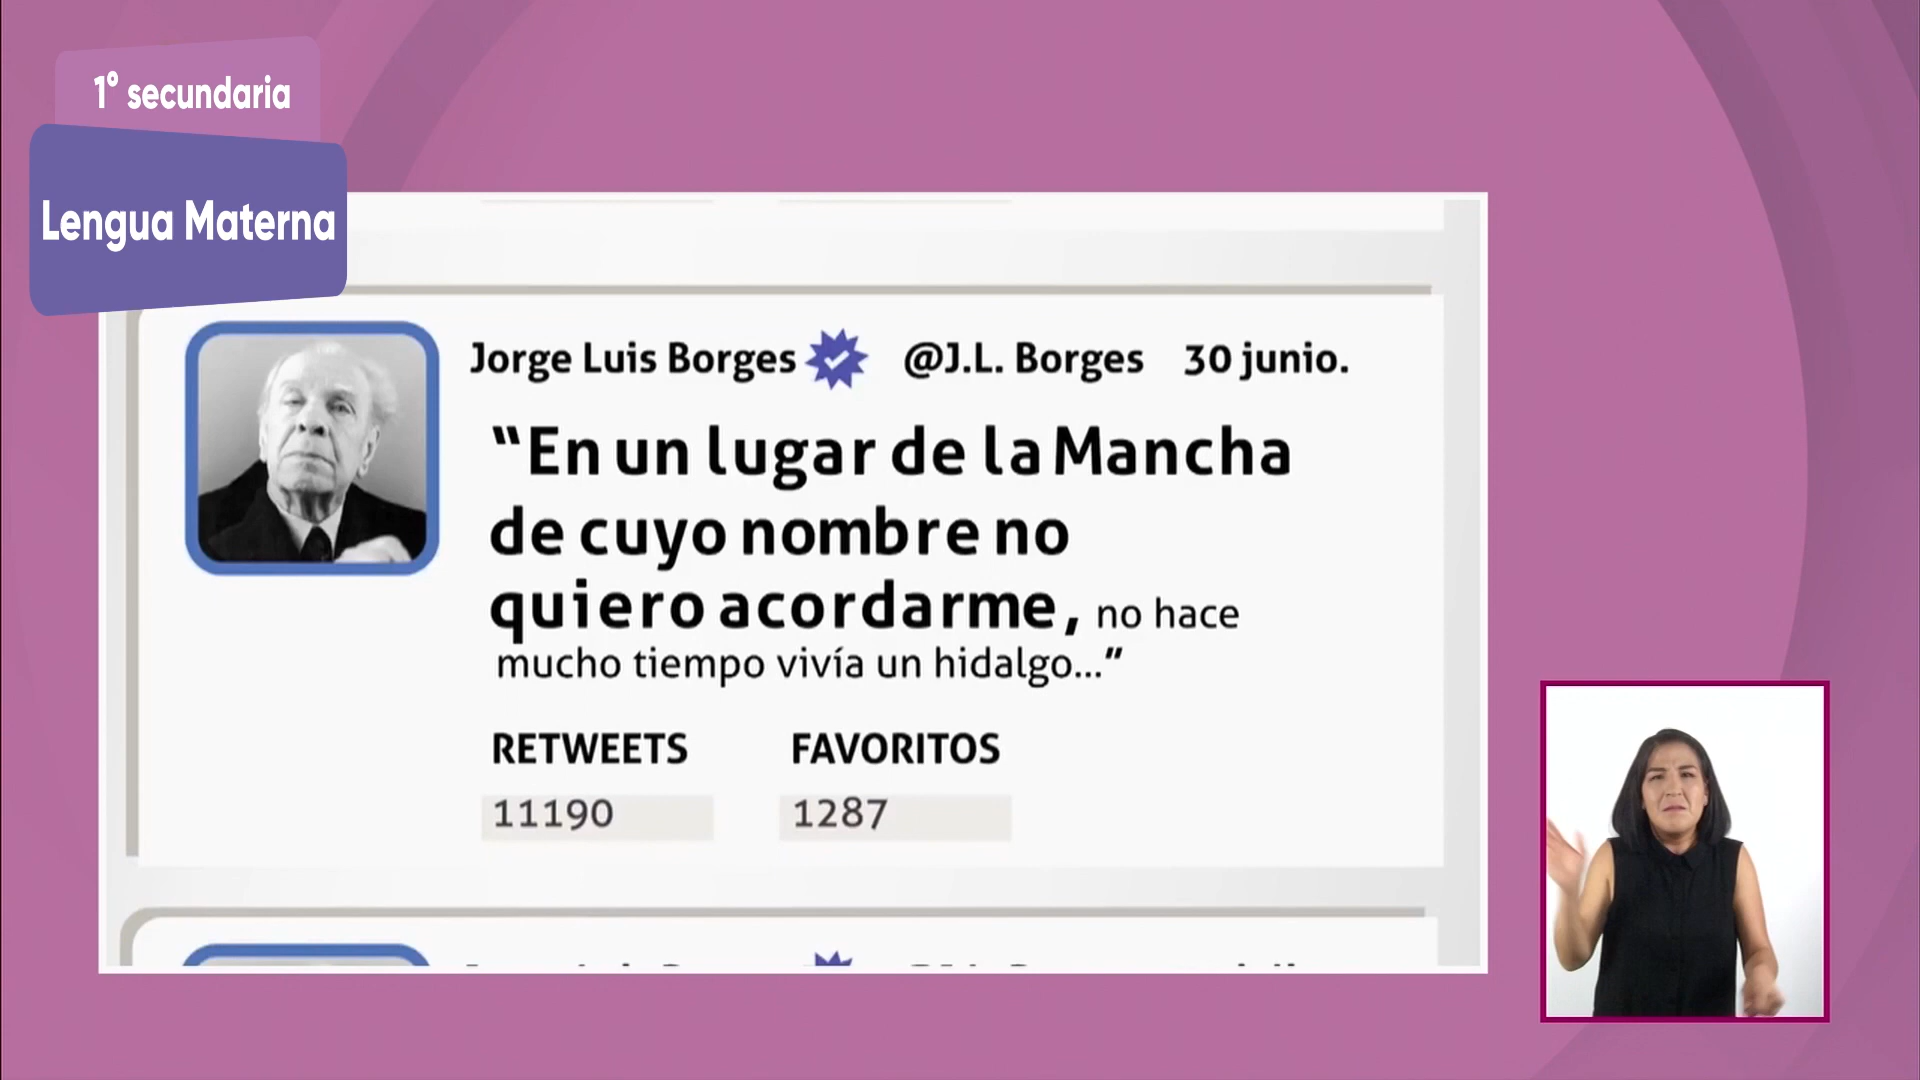 1° secundaria
Lengua Materna
Jorge Luis Borges @J.L. Borges 30 junio.
“En un lugar de la Mancha
de cuyo nombre no
quiero acordarme, no hace
mucho tiempo vivía un hidalgo...”
RETWEETS FAVORITOS
11190 1287